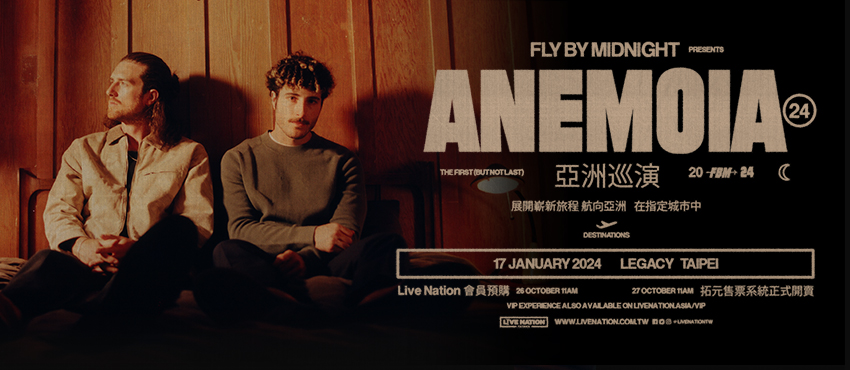 FLY BY MIDNIGHT PRESENTS
ANEMOIA 24
THE FIRST (BUT NOT LAST) 亞洲巡演 20 -FBM→ 24
展開嶄新旅程 航向亞洲 在指定城市中
DESTINATIONS
17 JANUARY 2024 LEGACY TAIPEI
Live Nation 會員預購 26 OCTOBER 11AM 27 OCTOBER 11AM 拓元售票系統正式開賣
VIP EXPERIENCE ALSO AVAILABLE ON LIVENATION.ASIA/VIP
LIVE NATION WWW.LIVENATION.COM.TW @LIVENATIONTW